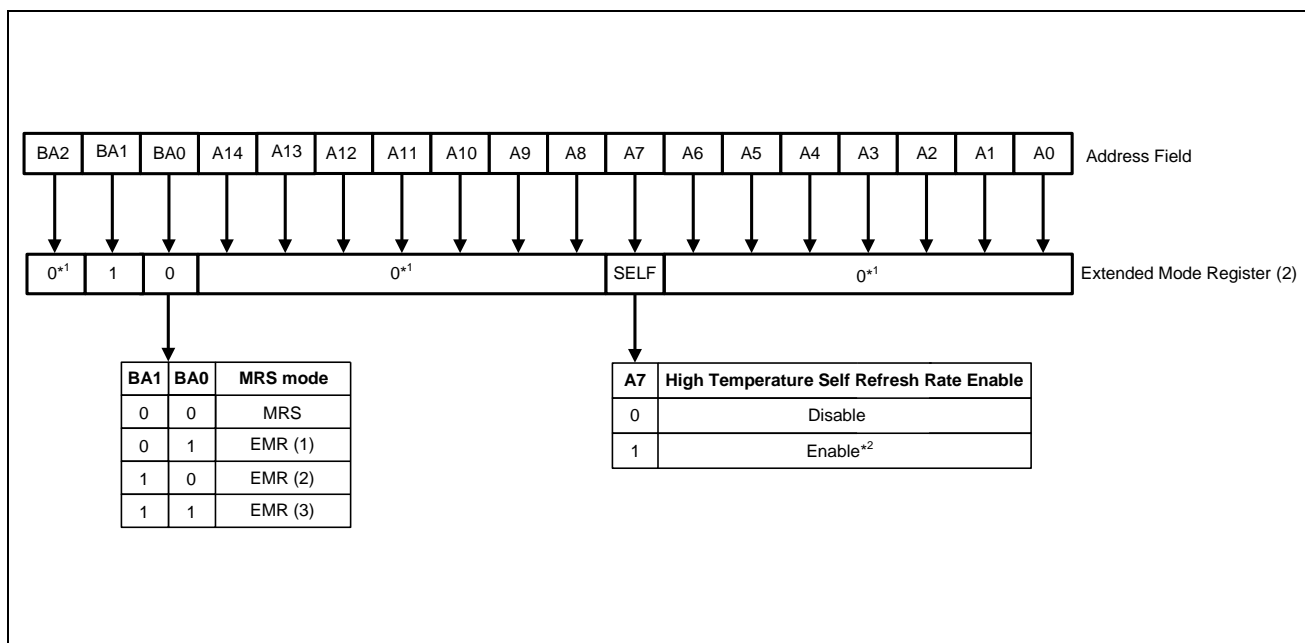 BA2 BA1 BA0 A14 A13 A12 A11 A10 A9 A8 A7 A6 A5 A4 A3 A2 A1 A0 Address Field
0*1 1 0 0*1 SELF 0*1 Extended Mode Register (2)
BA1 BA0 MRS mode
0 0 MRS
0 1 EMR (1)
1 0 EMR (2)
1 1 EMR (3)
A7 High Temperature Self Refresh Rate Enable
0 Disable
1 Enable*2